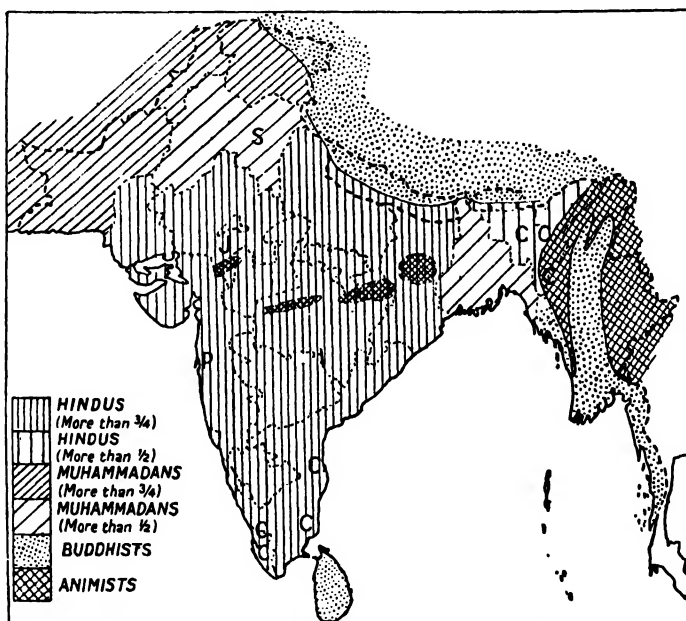 S
C C
J
C
P
C
C C
C
HINDUS
(More than ¾)
HINDUS
(More than ½)
MUHAMMADANS
(More than ¾)
MUHAMMADANS
(More than ½)
BUDDHISTS
ANIMISTS